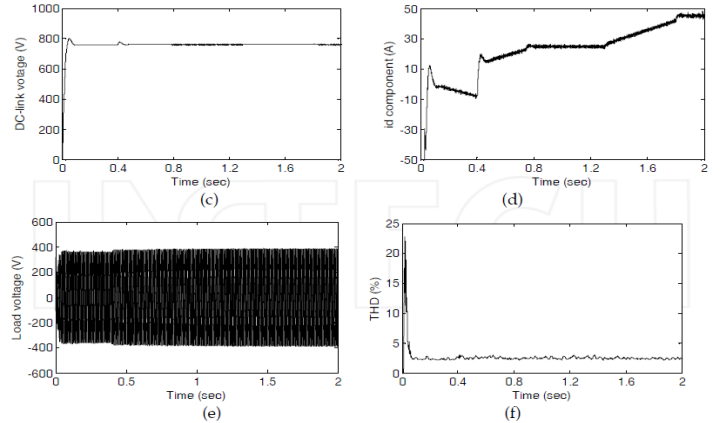 1000
800
600
400
200
0
DC-link votage (V)
0 0.4 0.8 1.2 1.6 2
Time (sec)
(c)
50
30
10
-10
-30
-50
id component (A)
0 0.4 0.8 1.2 1.6 2
Time (sec)
(d)
600
400
200
0
-200
-400
-600
Load voltage (V)
0 0.5 1 1.5 2
Time (sec)
(e)
25
20
15
10
5
0
THD (%)
0 0.4 0.8 1.2 1.6 2
Time (sec)
(f)
INTECH